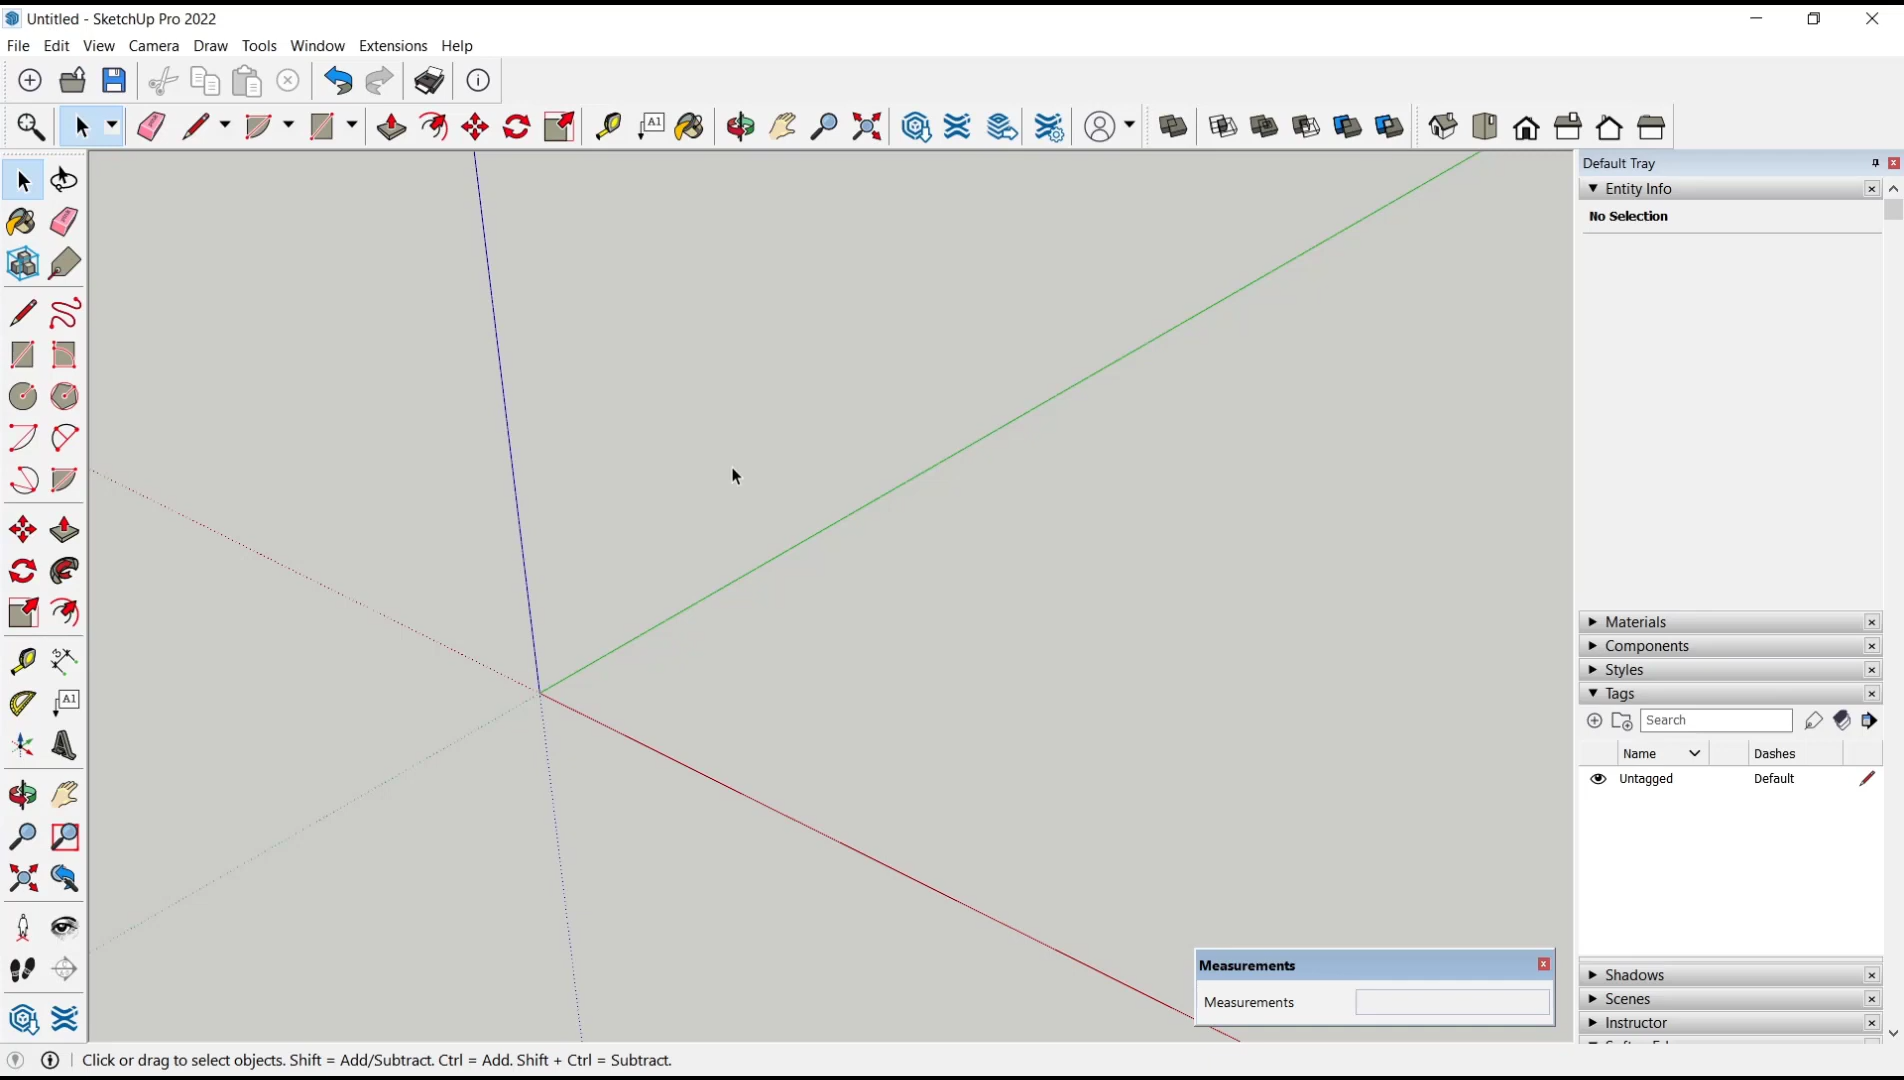 Untitled - SketchUp Pro 2022
File Edit View Camera Draw Tools Window Extensions Help
A1
Default Tray
Entity Info
No Selection
Materials
Components
Styles
Tags
Search
Name Dashes
Untagged Default
A1
Measurements
Measurements
Shadows
Scenes
Instructor
Click or drag to select objects. Shift = Add/Subtract. Ctrl = Add. Shift + Ctrl = Subtract.